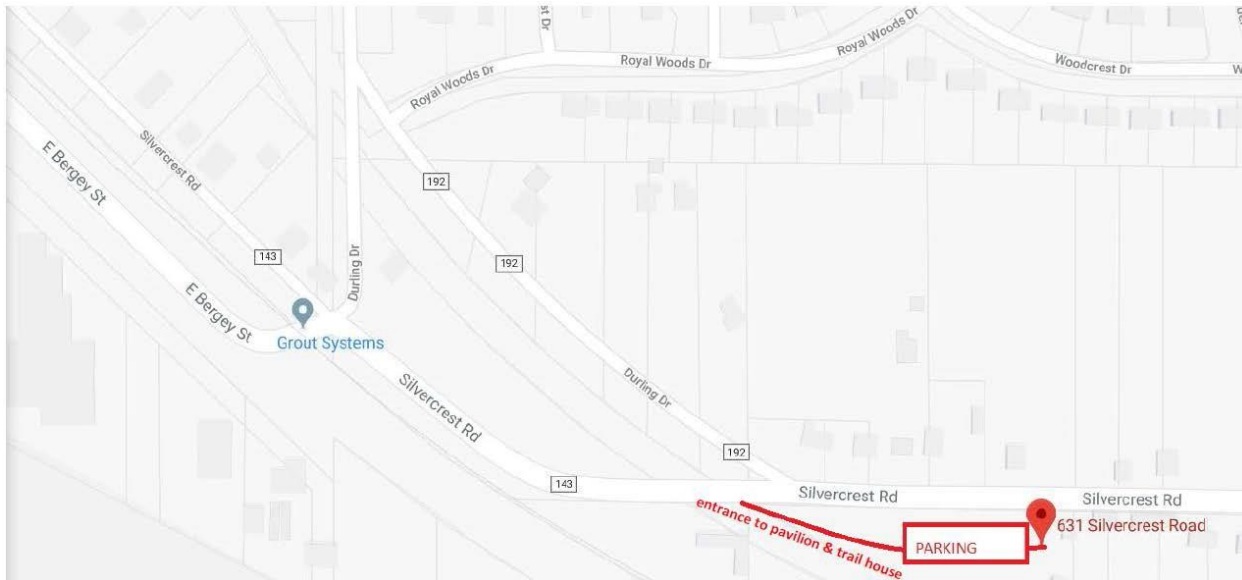 st Dr
Royal Woods Dr
Royal Woods Dr
Royal Woods Dr
Woodcrest Dr
W
Silvercrest Rd
E Bergey St
192
143
Durling Dr
192
E Bergey St
Grout Systems
Silvercrest Rd
Durling Dr
192
143
Silvercrest Rd
Silvercrest Rd
entrance to pavilion & trail house
631 Silvercrest Road
PARKING